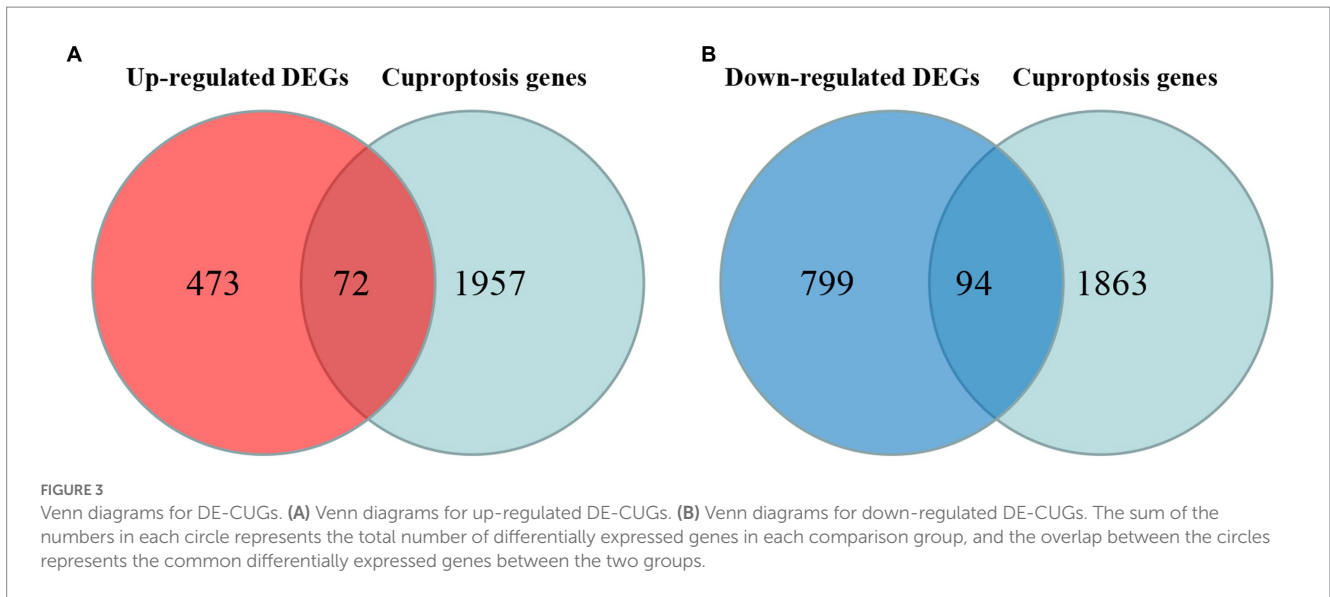 A
Up-regulated DEGs
Cuproptosis genes
473
72
1957
B
Down-regulated DEGs
Cuproptosis genes
799
94
1863
FIGURE 3
Venn diagrams for DE-CUGs. (A) Venn diagrams for up-regulated DE-CUGs. (B) Venn diagrams for down-regulated DE-CUGs. The sum of the
numbers in each circle represents the total number of differentially expressed genes in each comparison group, and the overlap between the circles
represents the common differentially expressed genes between the two groups.